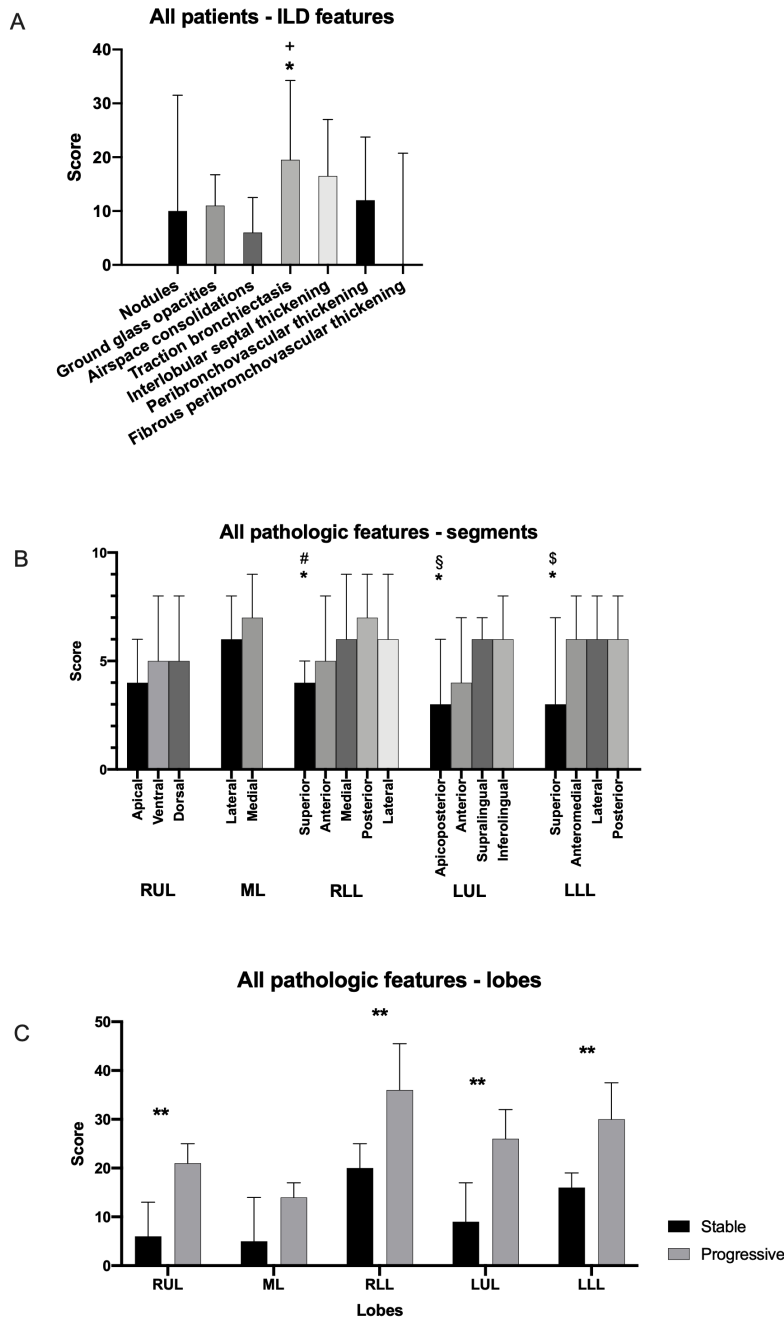 A
All patients - ILD features
+
*
40
30
20
10
0
Score
Nodules
Ground glass opacities
Airspace consolidations
Traction bronchiectasis
Interlobular septal thickening
Peribronchovascular thickening
Fibrous peribronchovascular thickening
B
All pathologic features - segments
# § $
* * *
10
5
0
Score
Apical Ventral Dorsal Lateral Medial Superior Anterior Medial Posterior Lateral Apicoposterior Anterior Supralingual Inferolingual Superior Anteromedial Lateral Posterior
RUL ML RLL LUL LLL
C
All pathologic features - lobes
50
40
30
20
10
0
Score
** ** ** **
RUL ML RLL LUL LLL
Lobes
Stable
Progressive